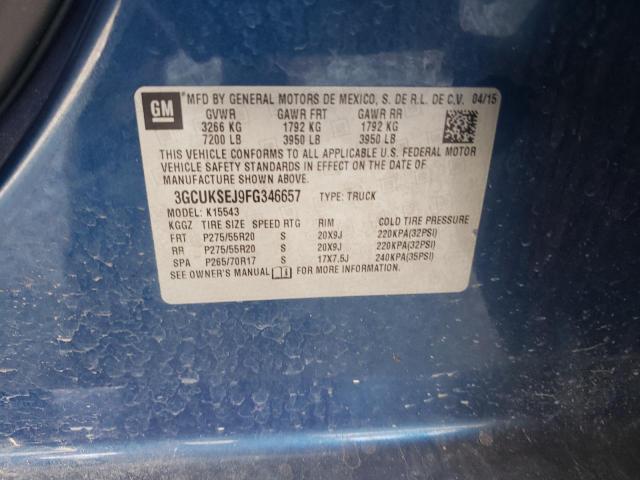 GM
MFD BY GENERAL MOTORS DE MEXICO, S. DE R.L. DE C.V. 04/15
GVWR GAWR FRT GAWR RR
3266 KG 1792 KG 1792 KG
7200 LB 3950 LB 3950 LB
THIS VEHICLE CONFORMS TO ALL APPLICABLE U.S. FEDERAL MOTOR
VEHICLE SAFETY STANDARDS IN EFFECT ON THE DATE OF
MANUFACTURE SHOWN ABOVE.
3GCUKSEJ9FG346657 TYPE: TRUCK
MODEL: K15543
KGGZ TIRE SIZE SPEED RTG RIM COLD TIRE PRESSURE
FRT P275/55R20 S 20X9J 220KPA(32PSI)
RR P275/55R20 S 20X9J 220KPA(32PSI)
SPA P265/70R17 S 17X7.5J 240KPA(35PSI)
SEE OWNER'S MANUAL FOR MORE INFORMATION.